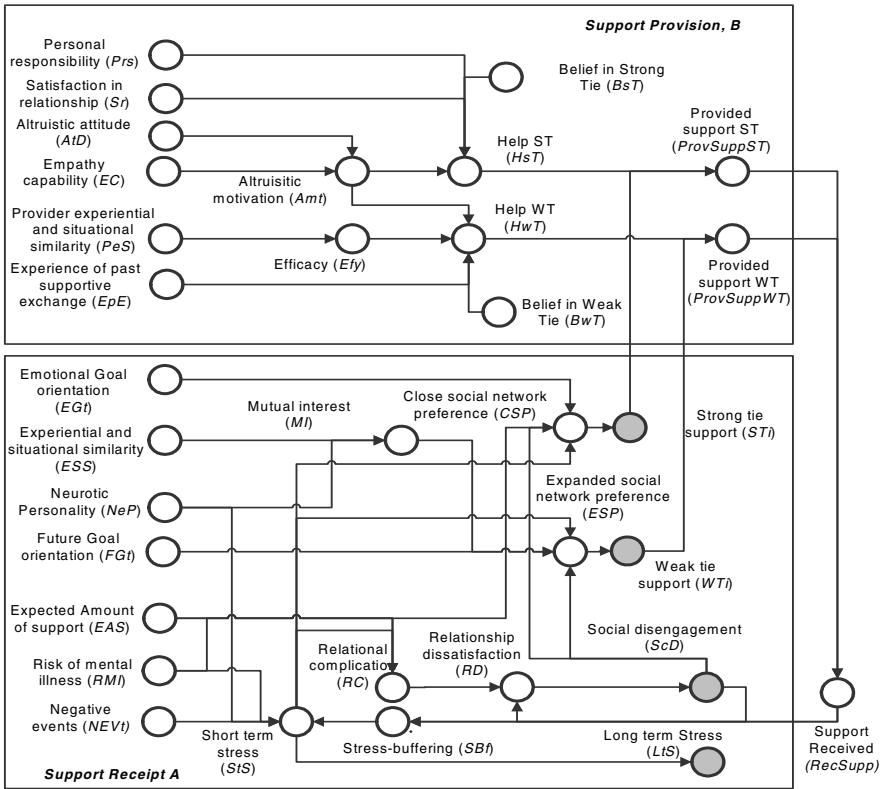 Support Provision, B
Personal
responsibility (Prs)
Satisfaction in
relationship (Sr)
Altruistic attitude
(AtD)
Empathy
capability (EC)
Provider experiential
and situational
similarity (PeS)
Experience of past
supportive
exchange (EpE)
Altruisitic
motivation (Amt)
Efficacy (Efy)
Belief in Strong
Tie (BsT)
Help ST
(HsT)
Help WT
(HwT)
Belief in Weak
Tie (BwT)
Provided
support ST
(ProvSuppST)
Provided
support WT
(ProvSuppWT)
Emotional Goal
orientation
(EGt)
Experiential and
situational similarity
(ESS)
Neurotic
Personality (NeP)
Future Goal
orientation (FGt)
Expected Amount
of support (EAS)
Risk of mental
illness (RMI)
Negative
events (NEVt)
Mutual interest
(MI)
Close social network
preference (CSP)
Strong tie
support (STi)
Expanded social
network preference
(ESP)
Weak tie
support (WTi)
Relational
complicatio
(RC)
Relationship
dissatisfaction
(RD)
Social disengagement
(ScD)
Short term
stress
(StS)
Stress-buffering (SBf)
Long term Stress
(LtS)
Support
Received
(RecSupp)
Support Receipt A